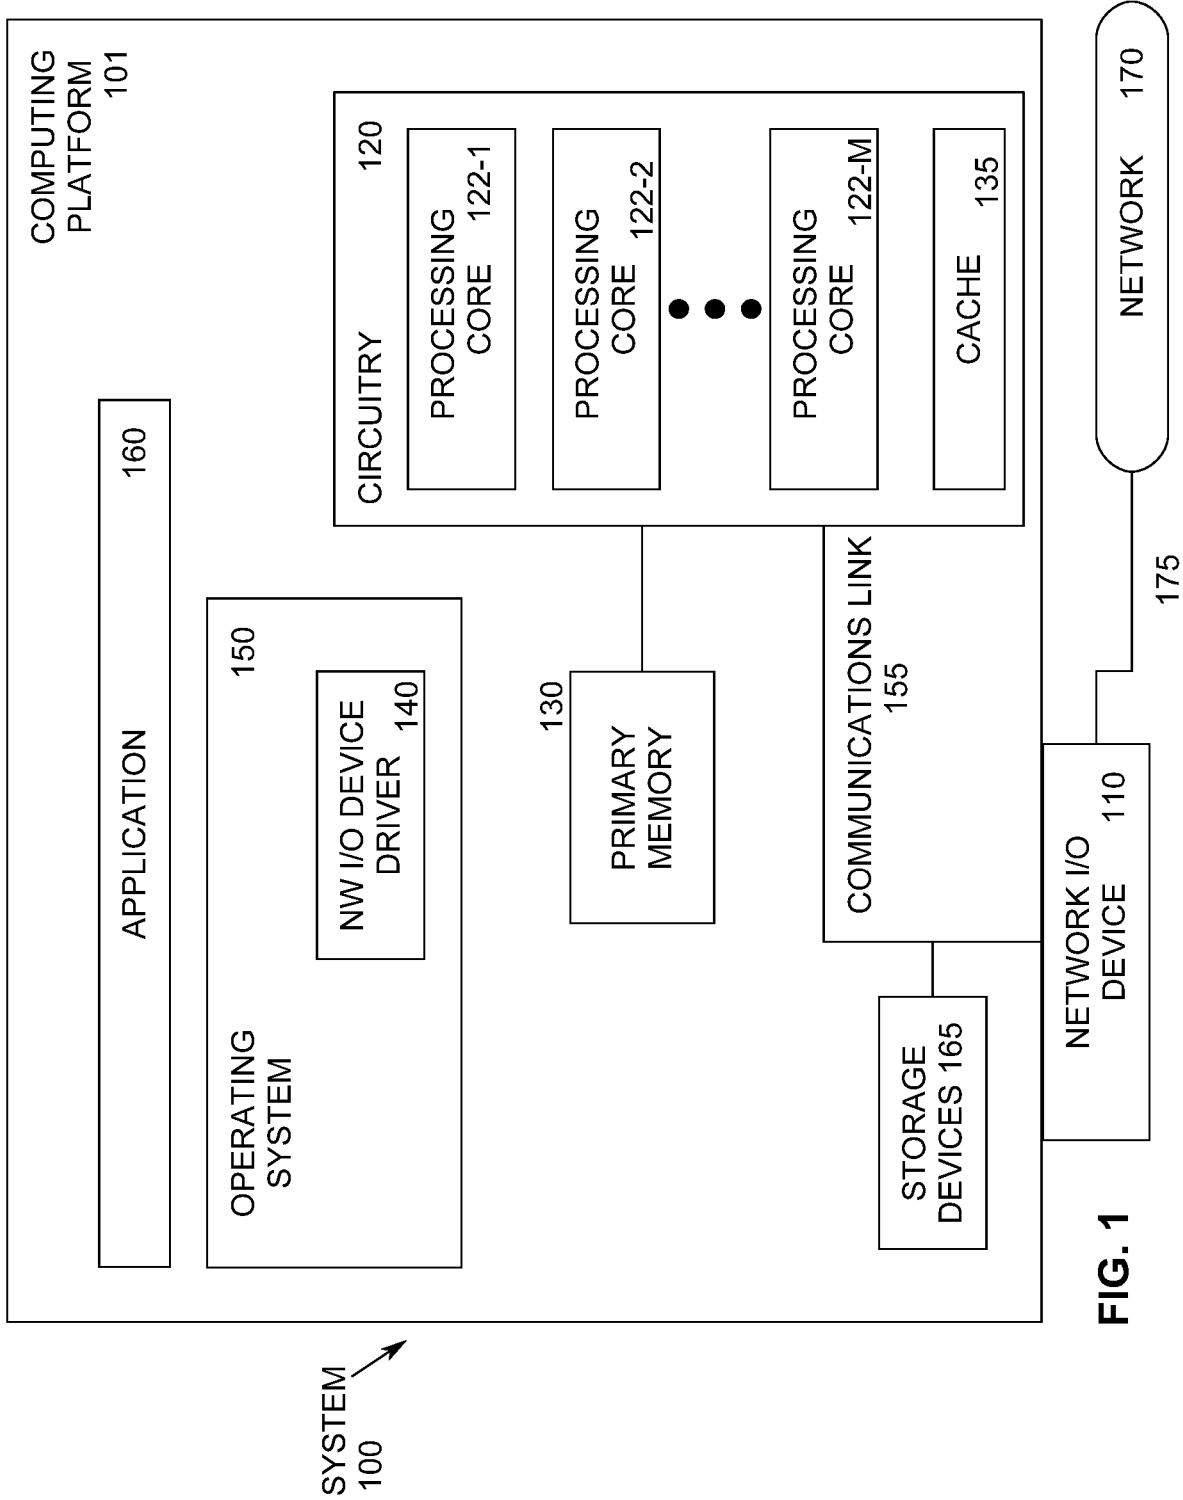 SYSTEM
100
COMPUTING
PLATFORM
101
APPLICATION 160
OPERATING
SYSTEM
150
NW I/O DEVICE
DRIVER 140
CIRCUITRY 120
PROCESSING
CORE 122-1
PROCESSING
CORE 122-2
PROCESSING
CORE 122-M
CACHE 135
130
PRIMARY
MEMORY
COMMUNICATIONS LINK
155
STORAGE
DEVICES 165
NETWORK I/O
DEVICE 110
NETWORK 170
175
FIG. 1